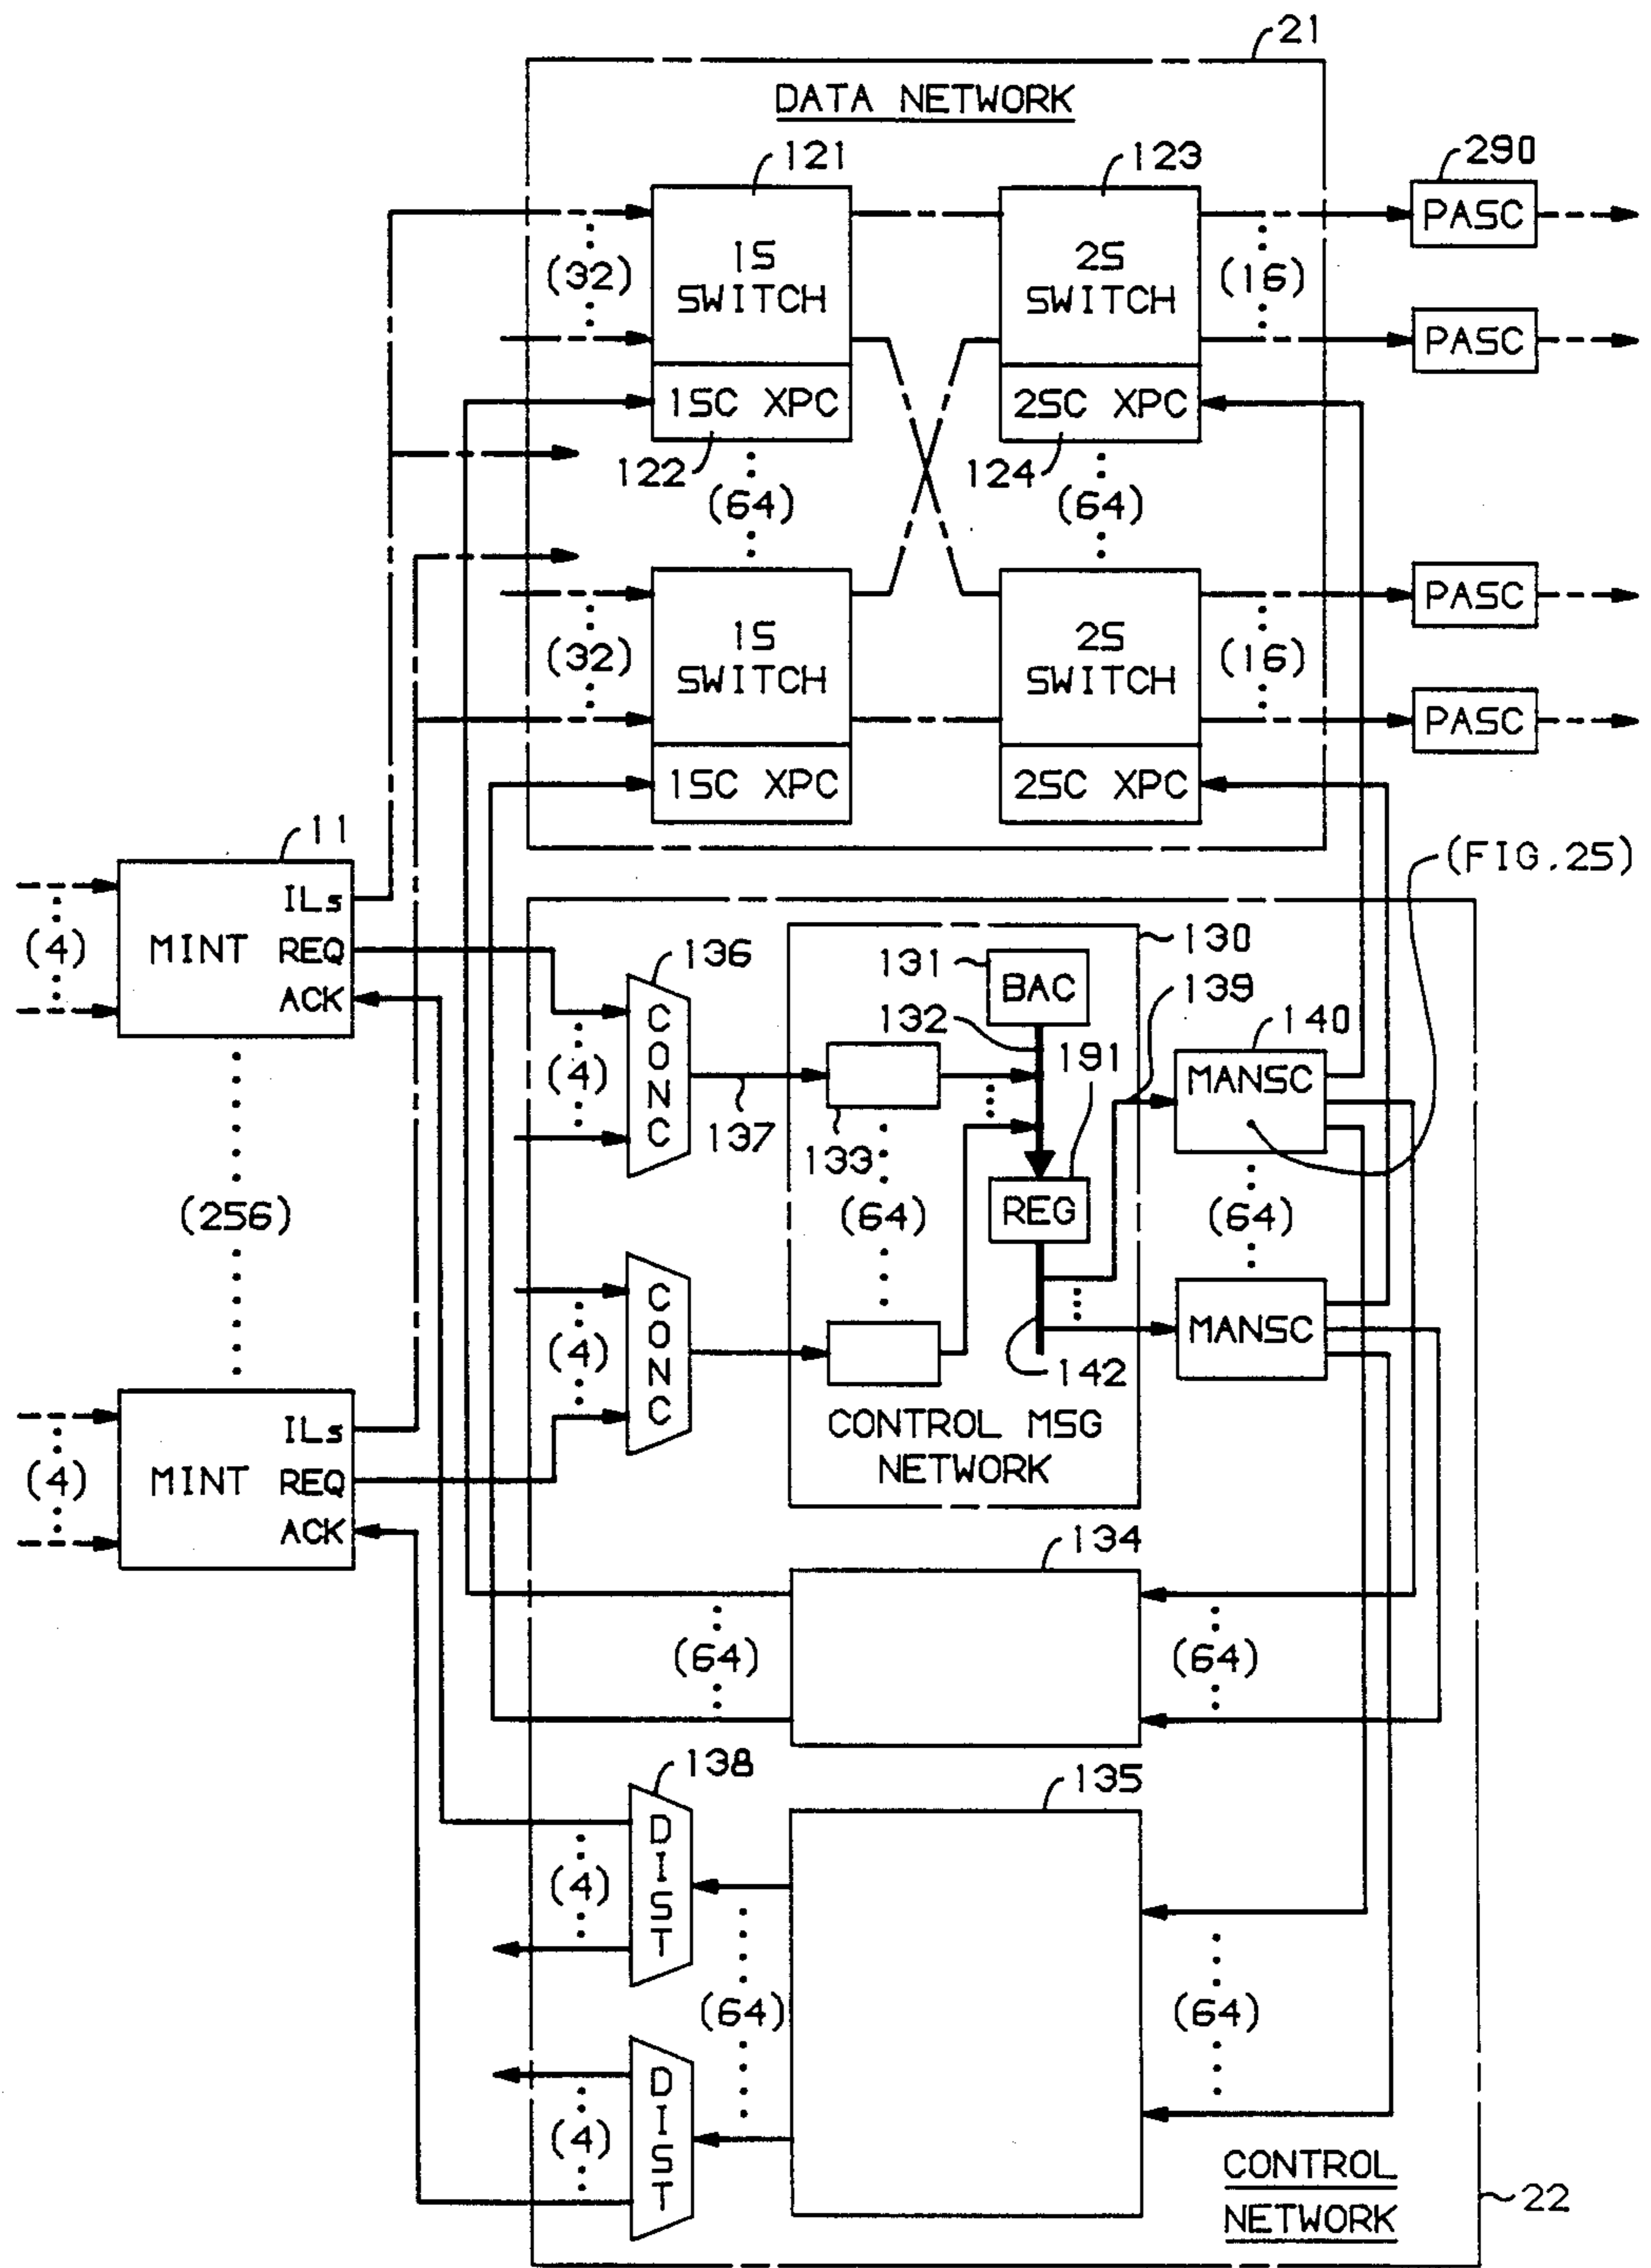 21
DATA NETWORK
121
123
290
PASC
(32)
1S
SWITCH
2S
SWITCH
(16)
PASC
1SC XPC
2SC XPC
122
124
(64)
(64)
PASC
(32)
1S
SWITCH
2S
SWITCH
(16)
PASC
1SC XPC
2SC XPC
11
(FIG.25)
(4)
MINT
ILs
REQ
ACK
136
CONC
(4)
137
133
130
131
BAC
132
139
191
140
MANSC
REG
(256)
(64)
(64)
(4)
CONC
142
MANSC
CONTROL MSG
NETWORK
(4)
MINT
ILs
REQ
ACK
134
(64)
(64)
138
135
DIST
(4)
(64)
(64)
DIST
(4)
CONTROL
NETWORK
22